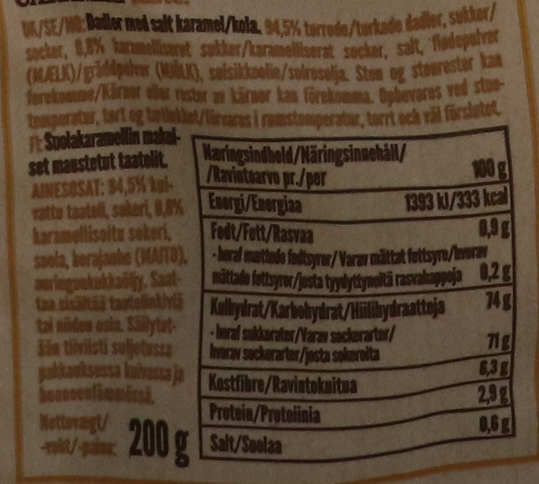 DK/SE/NO: Dadler med salt karamel/kola. 94,5% tørrede/torkade dadler, sukker/
socker, 0,8% karamelliseret sukker/karamelliserat socker, salt, flødepulver
(MÆLK)/gräddpulver (MJÖLK), solsikkeolie/solrosolja. Sten og stenrester kan
forekomme/Kärnor eller rester av kärnor kan förekomma. Opbevares ved stue-
temperatur, tørt og tætlukket/Förvaras i rumstemperatur, torrt och väl förslutet.
FI: Suolakaramellin makui-
set maustetut taatelit.
AINESOSAT: 94,5% kui-
vattu taateli, sokeri, 0,8%
karamellisoitu sokeri,
suola, kerajauhe (MAITO),
auringonkukkaöljy. Saat-
taa sisältää taatelinkiviä
tai niiden osia. Säilytet-
ään tiiviisti suljetussa
pakkauksessa kuivassa ja
huoneenlämmössä.
Nettovægt/
-vekt/-paino: 200 g
Næringsindhold/Näringsinnehåll/
/Ravintoarvo pr./per 100 g
Energi/Energiaa 1393 kJ/333 kcal
Fedt/Fett/Rasvaa 0,9 g
- heraf mættede fedtsyrer/ Varav mättat fettsyre/hvorav
mättade fettsyrer/josta tyydyttyneitä rasvahappoja 0,2 g
Kulhydrat/Karbohydrat/Hiilihydraatteja 74 g
- heraf sukkerarter/Varav sockerarter/
hvorav sockerarter/josta sokereita 71 g
Kostfibre/Ravintokuitua 6,3 g
Protein/Proteiinia 2,9 g
Salt/Suolaa 0,6 g